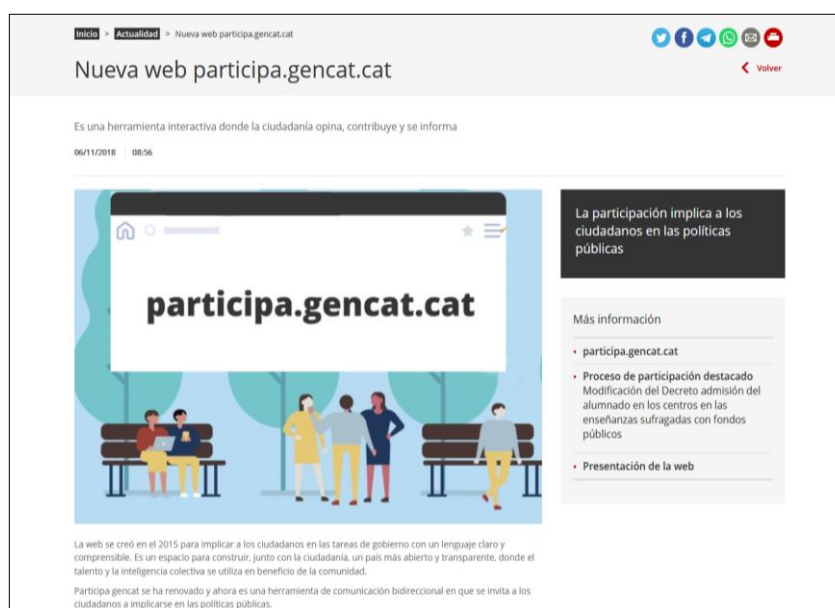 Inicio > Actualidad > Nueva web participa.gencat.cat
Nueva web participa.gencat.cat
Volver
Es una herramienta interactiva donde la ciudadanía opina, contribuye y se informa
06/11/2018 | 08:56
participa.gencat.cat
La participación implica a los
ciudadanos en las políticas
públicas
Más información
participa.gencat.cat
Proceso de participación destacado
Modificación del Decreto admisión del
alumnado en los centros en las
enseñanzas sufragadas con fondos
públicos
Presentación de la web
La web se creó en el 2015 para implicar a los ciudadanos en las tareas de gobierno con un lenguaje claro y
comprensible. Es un espacio para construir, junto con la ciudadanía, un país más abierto y transparente, donde el
talento y la inteligencia colectiva se utiliza en beneficio de la comunidad.
Participa gencat se ha renovado y ahora es una herramienta de comunicación bidireccional en que se invita a los
ciudadanos a implicarse en las políticas públicas.